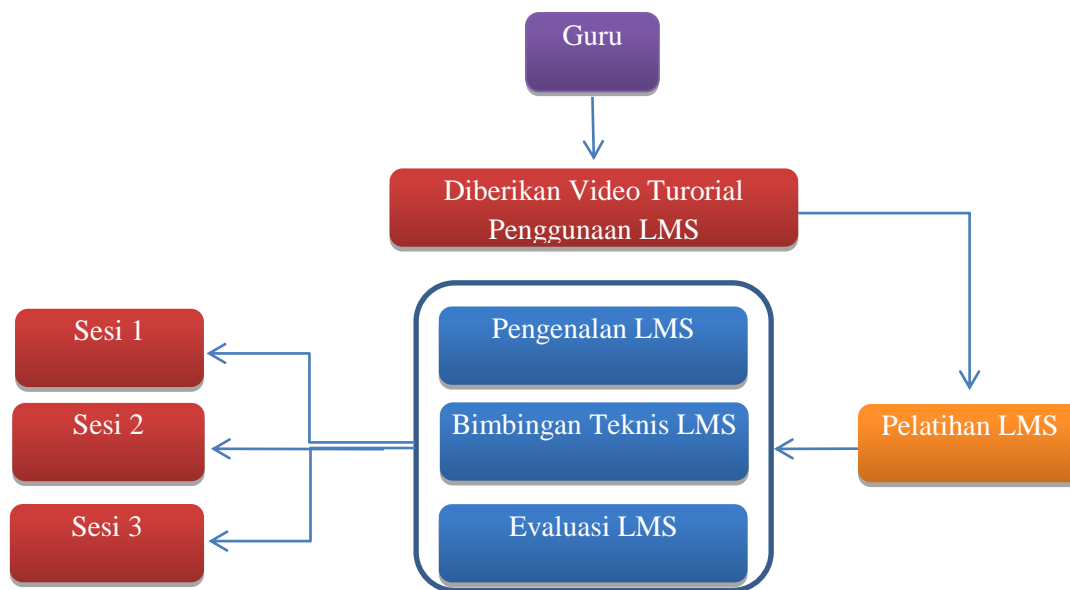 Guru
Diberikan Video Turorial
Penggunaan LMS
Sesi 1
Pengenalan LMS
Sesi 2
Bimbingan Teknis LMS
Pelatihan LMS
Sesi 3
Evaluasi LMS